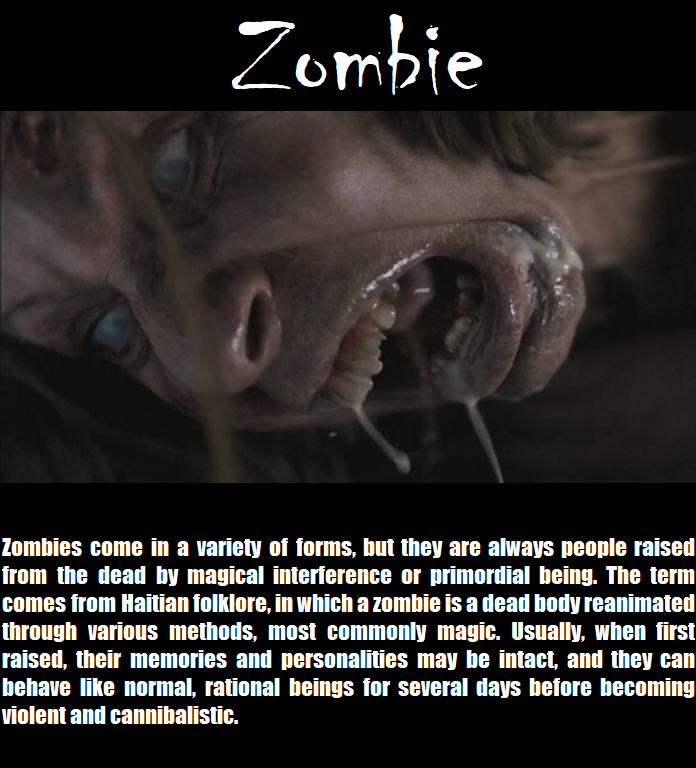 Zombie
Zombies come in a variety of forms, but they are always people raised
from the dead by magical interference or primordial being. The term
comes from Haitian folklore, in which a zombie is a dead body reanimated
through various methods, most commonly magic. Usually, when first
raised, their memories and personalities may be intact, and they can
behave like normal, rational beings for several days before becoming
violent and cannibalistic.